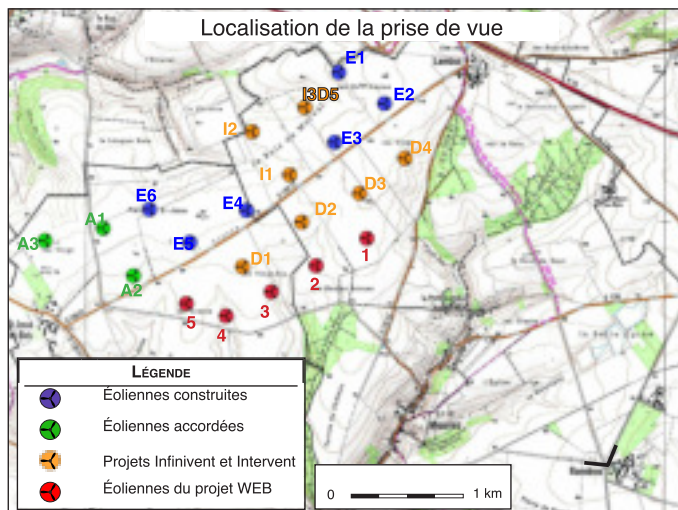 Localisation de la prise de vue
E1
I3D5
E2
I2
E3
D4
I1
D3
E6
E4
D2
A1
A3
E5
1
D1
2
A2
3
5
4
LÉGENDE
Éoliennes construites
Éoliennes accordées
Projets Infinivent et Intervent
Éoliennes du projet WEB
0
1 km